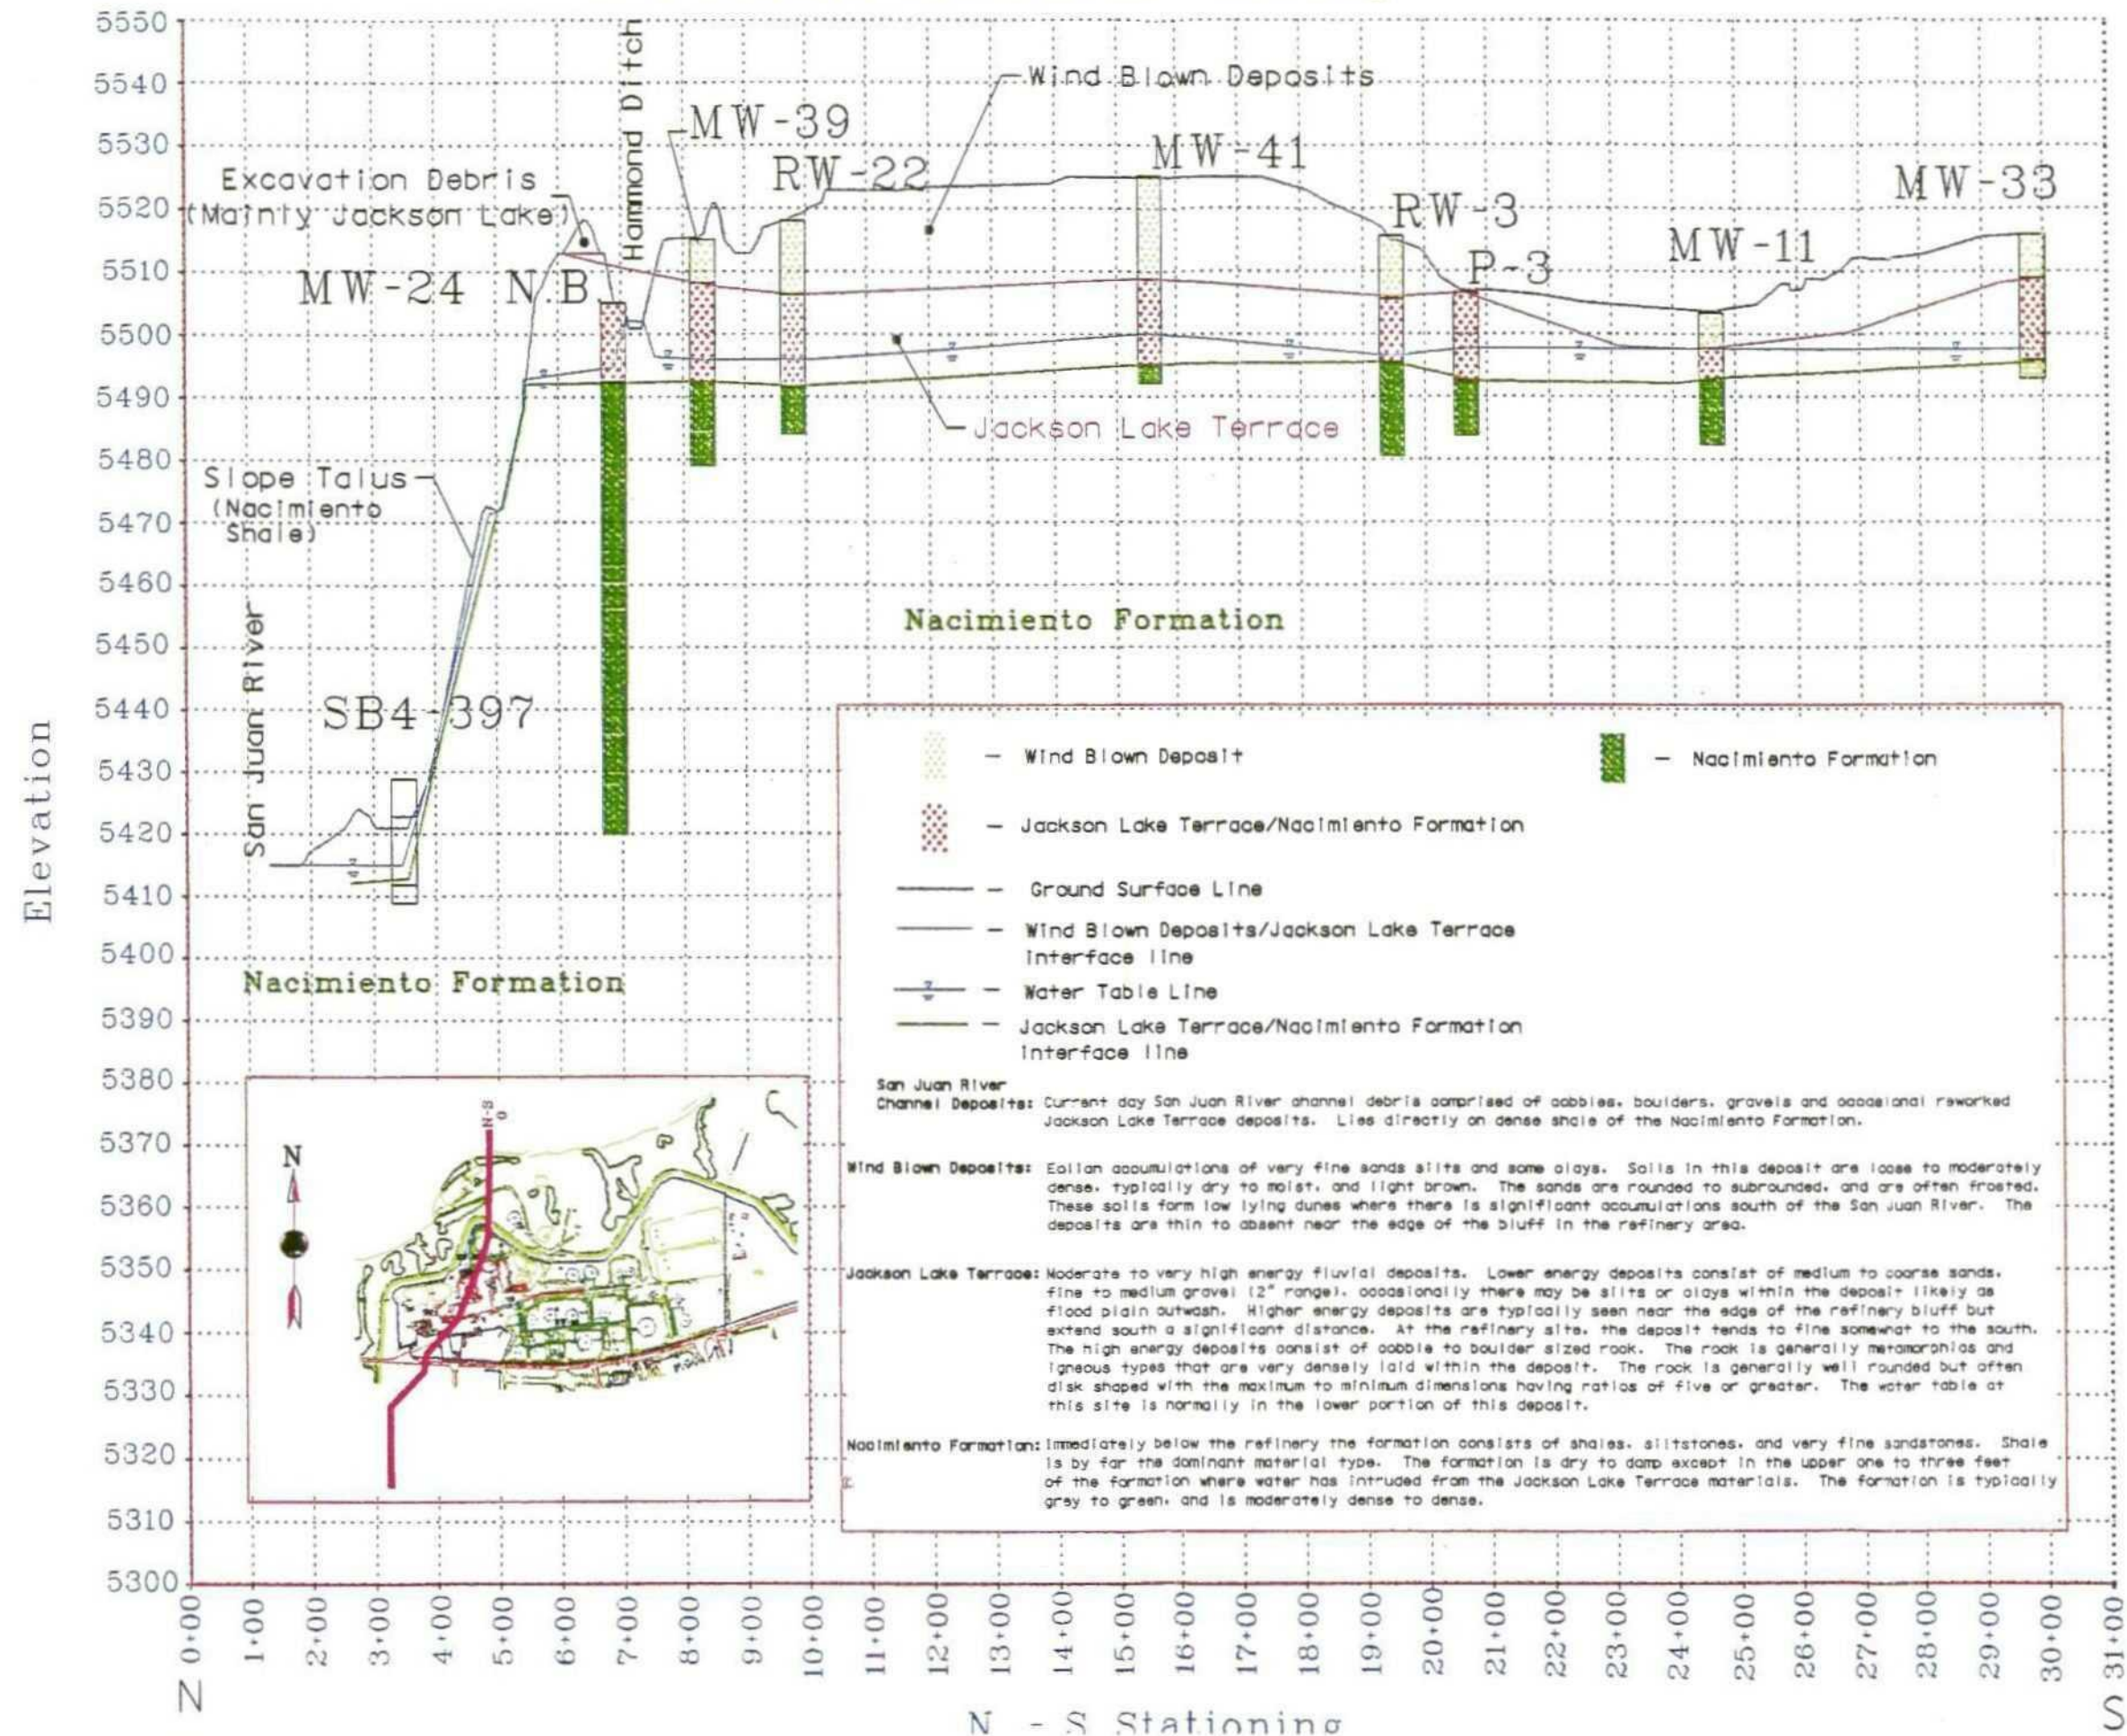 5550
5540
5530
5520
5510
5500
5490
5480
5470
5460
5450
5440
5430
5420
5410
5400
5390
5380
5370
5360
5350
5340
5330
5320
5310
5300
Elevation
Wind Blown Deposits
Hammond Ditch
MW-39
RW-22
MW-41
RW-3
P-3
MW-11
MW-33
Excavation Debris
(Mainly Jackson Lake)
MW-24 N.B.
Jackson Lake Terrace
Slope Talus
(Nacimiento
Shale)
San Juan River
SB4-397
Nacimiento Formation
Nacimiento Formation
N-S
0
N
- Wind Blown Deposit
- Nacimiento Formation
- Jackson Lake Terrace/Nacimiento Formation
- Ground Surface Line
- Wind Blown Deposits/Jackson Lake Terrace
Interface line
- Water Table Line
- Jackson Lake Terrace/Nacimiento Formation
Interface line
San Juan River
Channel Deposits: Current day San Juan River channel debris comprised of cobbles, boulders, gravels and occasional reworked
Jackson Lake Terrace deposits. Lies directly on dense shale of the Nacimiento Formation.
Wind Blown Deposits: Eolian accumulations of very fine sands silts and some clays. Soils in this deposit are loose to moderately
dense, typically dry to moist, and light brown. The sands are rounded to subrounded, and are often frosted.
These soils form low lying dunes where there is significant accumulations south of the San Juan River. The
deposits are thin to absent near the edge of the bluff in the refinery area.
Jackson Lake Terrace: Moderate to very high energy fluvial deposits. Lower energy deposits consist of medium to coarse sands,
fine to medium gravel (2" range), occasionally there may be silts or clays within the deposit likely as
flood plain outwash. Higher energy deposits are typically seen near the edge of the refinery bluff but
extend south a significant distance. At the refinery site, the deposit tends to fine somewhat to the south.
The high energy deposits consist of cobble to boulder sized rock. The rock is generally metamorphics and
igneous types that are very densely laid within the deposit. The rock is generally well rounded but often
disk shaped with the maximum to minimum dimensions having ratios of five or greater. The water table at
this site is normally in the lower portion of this deposit.
Nacimiento Formation: Immediately below the refinery the formation consists of shales, siltstones, and very fine sandstones. Shale
is by far the dominant material type. The formation is dry to damp except in the upper one to three feet
of the formation where water has intruded from the Jackson Lake Terrace materials. The formation is typically
gray to green, and is moderately dense to dense.
0+00
1+00
2+00
3+00
4+00
5+00
6+00
7+00
8+00
9+00
10+00
11+00
12+00
13+00
14+00
15+00
16+00
17+00
18+00
19+00
20+00
21+00
22+00
23+00
24+00
25+00
26+00
27+00
28+00
29+00
30+00
31+00
N
S
N - S Stationing